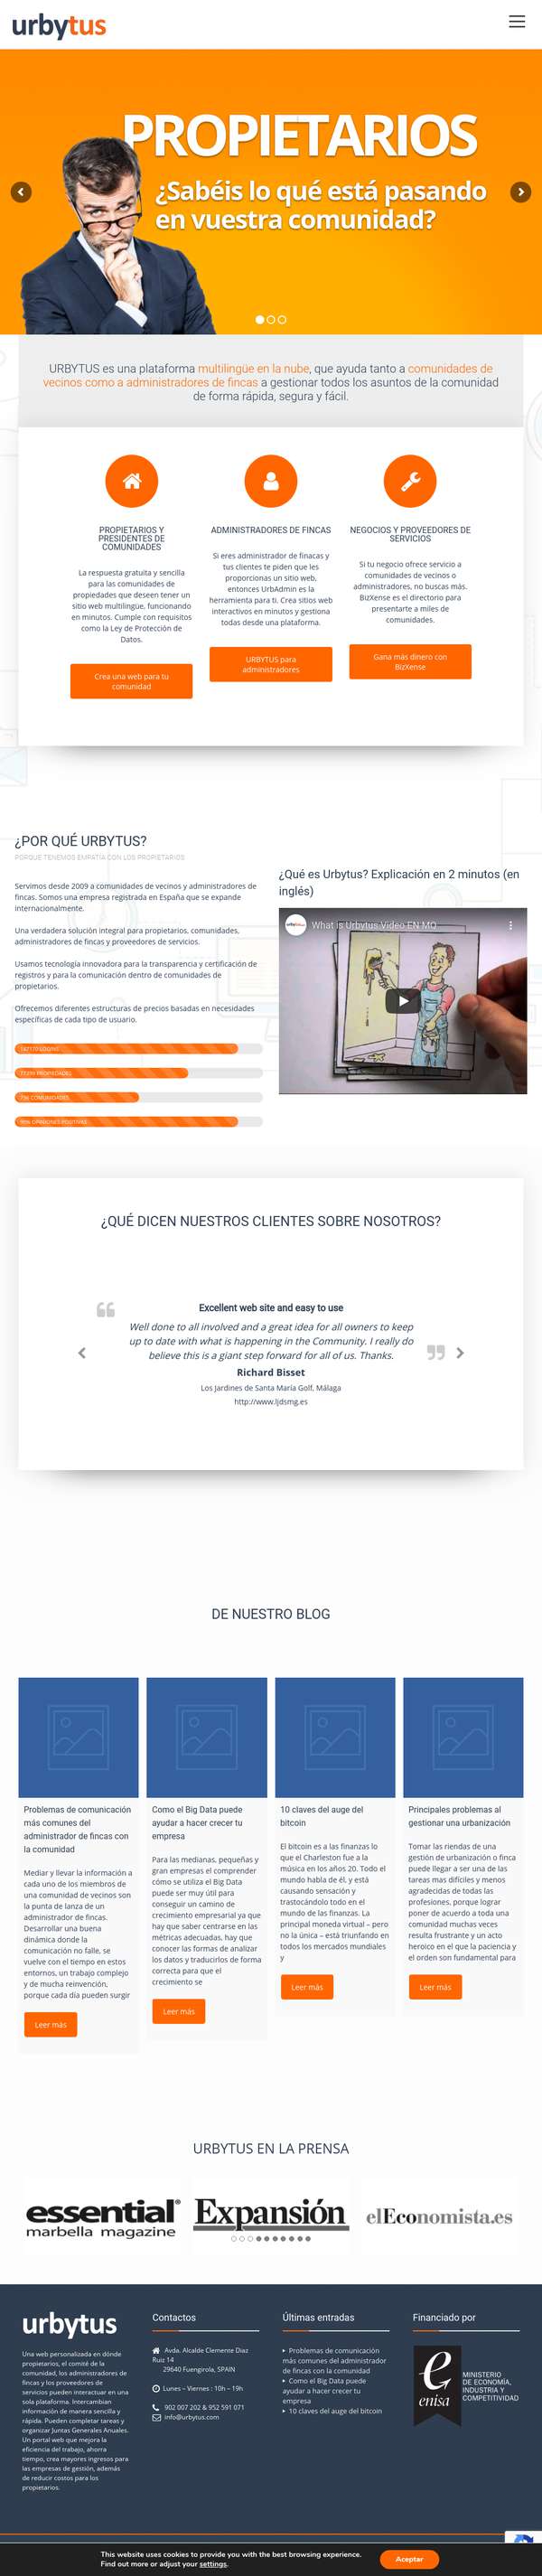 urbytus
PROPIETARIOS
¿Sabéis lo qué está pasando
en vuestra comunidad?
URBYTUS es una plataforma multilingüe en la nube, que ayuda tanto a comunidades de
vecinos como a administradores de fincas a gestionar todos los asuntos de la comunidad
de forma rápida, segura y fácil.
PROPIETARIOS Y
PRESIDENTES DE
COMUNIDADES
La respuesta gratuita y sencilla
para las comunidades de
propiedades que deseen tener un
sitio web multilingüe, funcionando
en minutos. Cumple con requisitos
como la Ley de Protección de
Datos.
Crea una web para tu
comunidad
ADMINISTRADORES DE FINCAS
Si eres administrador de finacas y
tus clientes te piden que les
proporcionas un sitio web,
entonces UrbAdmin es la
herramienta para ti. Crea sitios web
interactivos en minutos y gestiona
todas desde una plataforma.
URBYTUS para
administradores
NEGOCIOS Y PROVEEDORES DE
SERVICIOS
Si tu negocio ofrece servicio a
comunidades de vecinos o
administradores, no buscas más.
BizXense es el directorio para
presentarte a miles de
comunidades.
Gana más dinero con
BizXense
¿POR QUÉ URBYTUS?
PORQUE TENEMOS EMPATÍA CON LOS PROPIETARIOS
Servimos desde 2009 a comunidades de vecinos y administradores de
fincas. Somos una empresa registrada en España que se expande
internacionalmente.
Una verdadera solución integral para propietarios, comunidades,
administradores de fincas y proveedores de servicios.
Usamos tecnología innovadora para la transparencia y certificación de
registros y para la comunicación dentro de comunidades de
propietarios.
Ofrecemos diferentes estructuras de precios basadas en necesidades
específicas de cada tipo de usuario.
LOGINS
PROPIEDADES
COMUNIDADES
OPINIONES POSITIVAS
¿Qué es Urbytus? Explicación en 2 minutos (en
inglés)
What is Urbytus Video EN MQ
¿QUÉ DICEN NUESTROS CLIENTES SOBRE NOSOTROS?
Excellent web site and easy to use
Well done to all involved and a great idea for all owners to keep
up to date with what is happening in the Community. I really do
believe this is a giant step forward for all of us. Thanks.
Richard Bisset
Los Jardines de Santa María Golf, Málaga
http://www.ljdsmg.es
DE NUESTRO BLOG
Problemas de comunicación
más comunes del
administrador de fincas con
la comunidad
Mediar y llevar la información a
cada uno de los miembros de
una comunidad de vecinos son
la punta de lanza de un
administrador de fincas.
Desarrollar una buena
dinámica donde la
comunicación no falle, se
vuelve con el tiempo en estos
entornos, un trabajo complejo
y de mucha reinvención,
porque cada día pueden surgir
Leer más
Como el Big Data puede
ayudar a hacer crecer tu
empresa
Para las medianas, pequeñas y
gran empresas el comprender
cómo se utiliza el Big Data
puede ser muy útil para
conseguir un camino de
crecimiento empresarial ya que
hay que saber centrarse en las
métricas adecuadas, hay que
conocer las formas de analizar
los datos y traducirlos de forma
correcta para que el
crecimiento se
Leer más
10 claves del auge del
bitcoin
El bitcoin es a las finanzas lo
que el Charleston fue a la
música en los años 20. Todo el
mundo habla de él, y está
causando sensación y
trastocándolo todo en el
mundo de las finanzas. La
principal moneda virtual – pero
no la única – está triunfando en
todos los mercados mundiales
y
Leer más
Principales problemas al
gestionar una urbanización
Tomar las riendas de una
gestión de urbanización o finca
puede llegar a ser una de las
tareas mas difíciles y menos
agradecidas de todas las
profesiones, porque lograr
poner de acuerdo a toda una
comunidad muchas veces
resulta frustrante y un acto
heroico en el que la paciencia y
el orden son fundamental para
Leer más
URBYTUS EN LA PRENSA
essential
marbella magazine
Expansión
elEconomista.es
urbytus
Una web personalizada en dónde
propietarios, el comité de la
comunidad, los administradores de
fincas y los proveedores de
servicios pueden interactuar en una
sola plataforma. Intercambian
información de manera sencilla y
rápida. Pueden completar tareas y
organizar Juntas Generales Anuales.
Un portal web que mejora la
eficiencia del trabajo, ahorra
tiempo, crea mayores ingresos para
las empresas de gestión, además
de reducir costos para los
propietarios.
Contactos
Avda. Alcalde Clemente Diaz
Ruiz 14
29640 Fuengirola, SPAIN
Lunes – Viernes : 10h – 19h
902 007 202 & 952 591 071
info@urbytus.com
Últimas entradas
Problemas de comunicación
más comunes del administrador
de fincas con la comunidad
Como el Big Data puede
ayudar a hacer crecer tu
empresa
10 claves del auge del bitcoin
Financiado por
e
enisa
MINISTERIO
DE ECONOMÍA,
INDUSTRIA Y
COMPETITIVIDAD
This website uses cookies to provide you with the best browsing experience.
Find out more or adjust your settings.
Aceptar